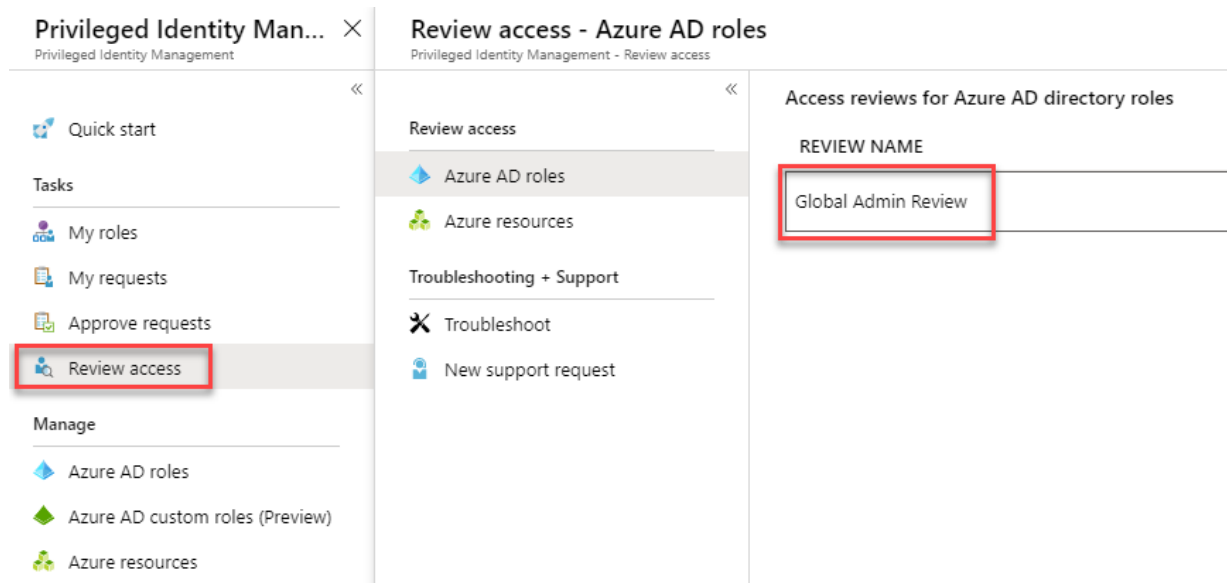 Privileged Identity Man...
Privileged Identity Management
Quick start
Tasks
My roles
My requests
Approve requests
Review access
Manage
Azure AD roles
Azure AD custom roles (Preview)
Azure resources
Review access - Azure AD roles
Privileged Identity Management - Review access
Review access
Azure AD roles
Azure resources
Troubleshooting + Support
Troubleshoot
New support request
Access reviews for Azure AD directory roles
REVIEW NAME
Global Admin Review